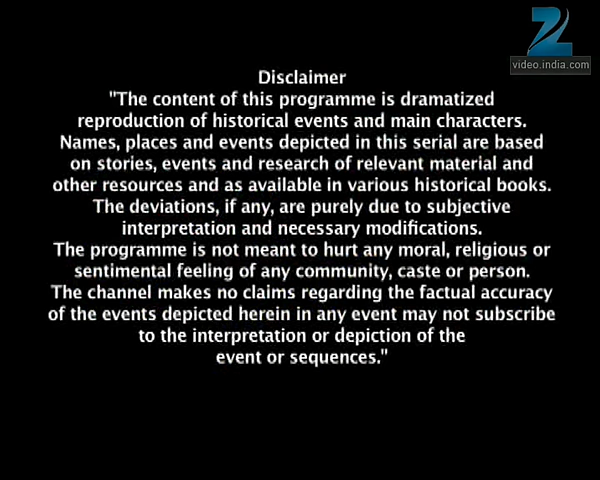 video.india.com
Disclaimer
"The content of this programme is dramatized
reproduction of historical events and main characters.
Names, places and events depicted in this serial are based
on stories, events and research of relevant material and
other resources and as available in various historical books.
The deviations, if any, are purely due to subjective
interpretation and necessary modifications.
The programme is not meant to hurt any moral, religious or
sentimental feeling of any community, caste or person.
The channel makes no claims regarding the factual accuracy
of the events depicted herein in any event may not subscribe
to the interpretation or depiction of the
event or sequences."